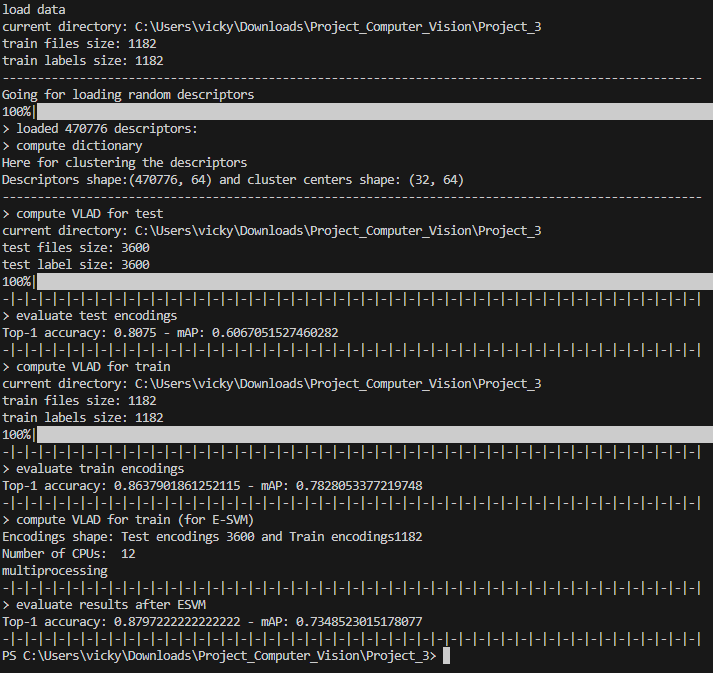 load data
current directory: C:\Users\vicky\Downloads\Project_Computer_Vision\Project_3
train files size: 1182
train labels size: 1182
----------------------------------------------------------------------------------------------------
Going for loading random descriptors
100%|
> loaded 470776 descriptors:
> compute dictionary
Here for clustering the descriptors
Descriptors shape:(470776, 64) and cluster centers shape: (32, 64)
----------------------------------------------------------------------------------------------------
> compute VLAD for test
current directory: C:\Users\vicky\Downloads\Project_Computer_Vision\Project_3
test files size: 3600
test label size: 3600
100%|
-|-|-|-|-|-|-|-|-|-|-|-|-|-|-|-|-|-|-|-|-|-|-|-|-|-|-|-|-|-|-|-|-|-|-|-|-|-|-|-|-|-|-|-|-|-|-|-|-|-|
> evaluate test encodings
Top-1 accuracy: 0.8075 - mAP: 0.6067051527460282
-|-|-|-|-|-|-|-|-|-|-|-|-|-|-|-|-|-|-|-|-|-|-|-|-|-|-|-|-|-|-|-|-|-|-|-|-|-|-|-|-|-|-|-|-|-|-|-|-|-|
> compute VLAD for train
current directory: C:\Users\vicky\Downloads\Project_Computer_Vision\Project_3
train files size: 1182
train labels size: 1182
100%|
-|-|-|-|-|-|-|-|-|-|-|-|-|-|-|-|-|-|-|-|-|-|-|-|-|-|-|-|-|-|-|-|-|-|-|-|-|-|-|-|-|-|-|-|-|-|-|-|-|-|
> evaluate train encodings
Top-1 accuracy: 0.8637901861252115 - mAP: 0.7828053377219748
-|-|-|-|-|-|-|-|-|-|-|-|-|-|-|-|-|-|-|-|-|-|-|-|-|-|-|-|-|-|-|-|-|-|-|-|-|-|-|-|-|-|-|-|-|-|-|-|-|-|
> compute VLAD for train (for E-SVM)
Encodings shape: Test encodings 3600 and Train encodings1182
Number of CPUs:  12
multiprocessing
-|-|-|-|-|-|-|-|-|-|-|-|-|-|-|-|-|-|-|-|-|-|-|-|-|-|-|-|-|-|-|-|-|-|-|-|-|-|-|-|-|-|-|-|-|-|-|-|-|-|
> evaluate results after ESVM
Top-1 accuracy: 0.8797222222222222 - mAP: 0.7348523015178077
-|-|-|-|-|-|-|-|-|-|-|-|-|-|-|-|-|-|-|-|-|-|-|-|-|-|-|-|-|-|-|-|-|-|-|-|-|-|-|-|-|-|-|-|-|-|-|-|-|-|
PS C:\Users\vicky\Downloads\Project_Computer_Vision\Project_3>